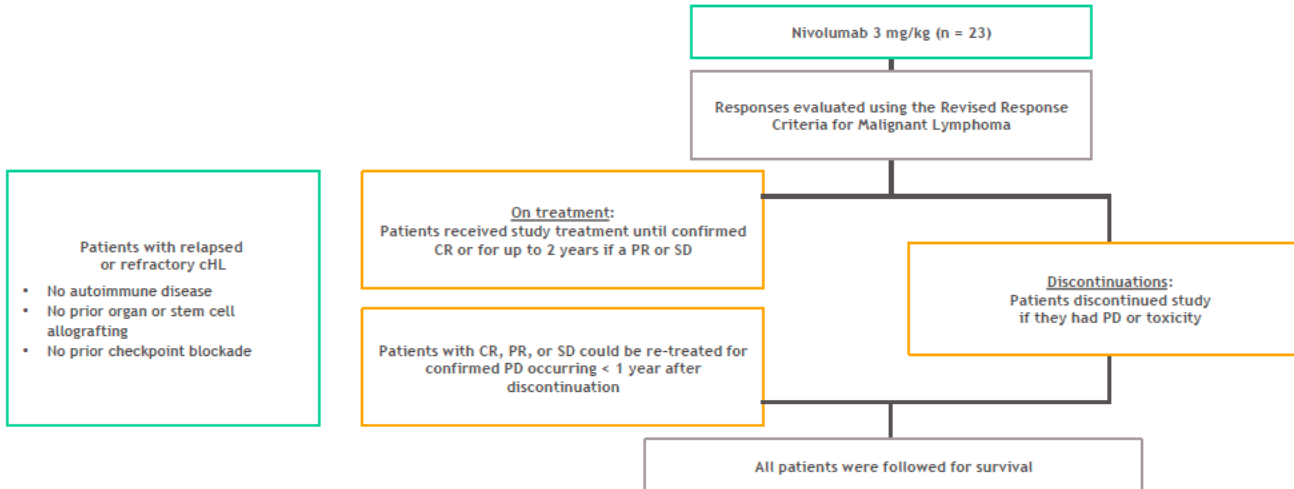 Nivolumab 3 mg/kg (n = 23)
Responses evaluated using the Revised Response
Criteria for Malignant Lymphoma
Patients with relapsed
or refractory cHL
• No autoimmune disease
• No prior organ or stem cell
allografting
• No prior checkpoint blockade
On treatment:
Patients received study treatment until confirmed
CR or for up to 2 years if a PR or SD
Patients with CR, PR, or SD could be re-treated for
confirmed PD occurring < 1 year after
discontinuation
Discontinuations:
Patients discontinued study
if they had PD or toxicity
All patients were followed for survival